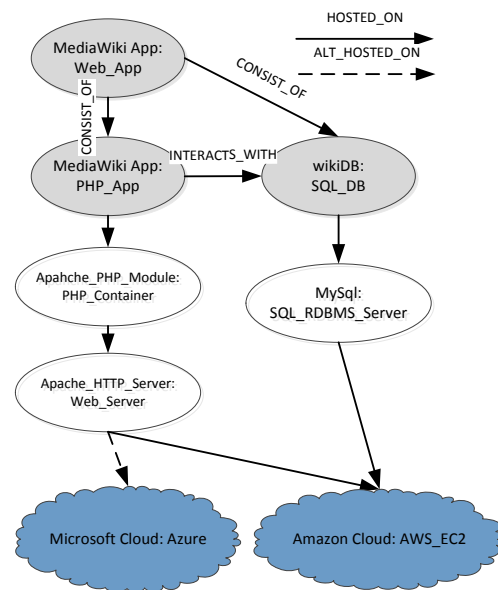 HOSTED_ON
ALT_HOSTED_ON
MediaWiki App:
Web_App
CONSIST_OF
CONSIST_OF
MediaWiki App:
PHP_App
INTERACTS_WITH
wikiDB:
SQL_DB
Apahche_PHP_Module:
PHP_Container
MySql:
SQL_RDBMS_Server
Apache_HTTP_Server:
Web_Server
Microsoft Cloud: Azure
Amazon Cloud: AWS_EC2